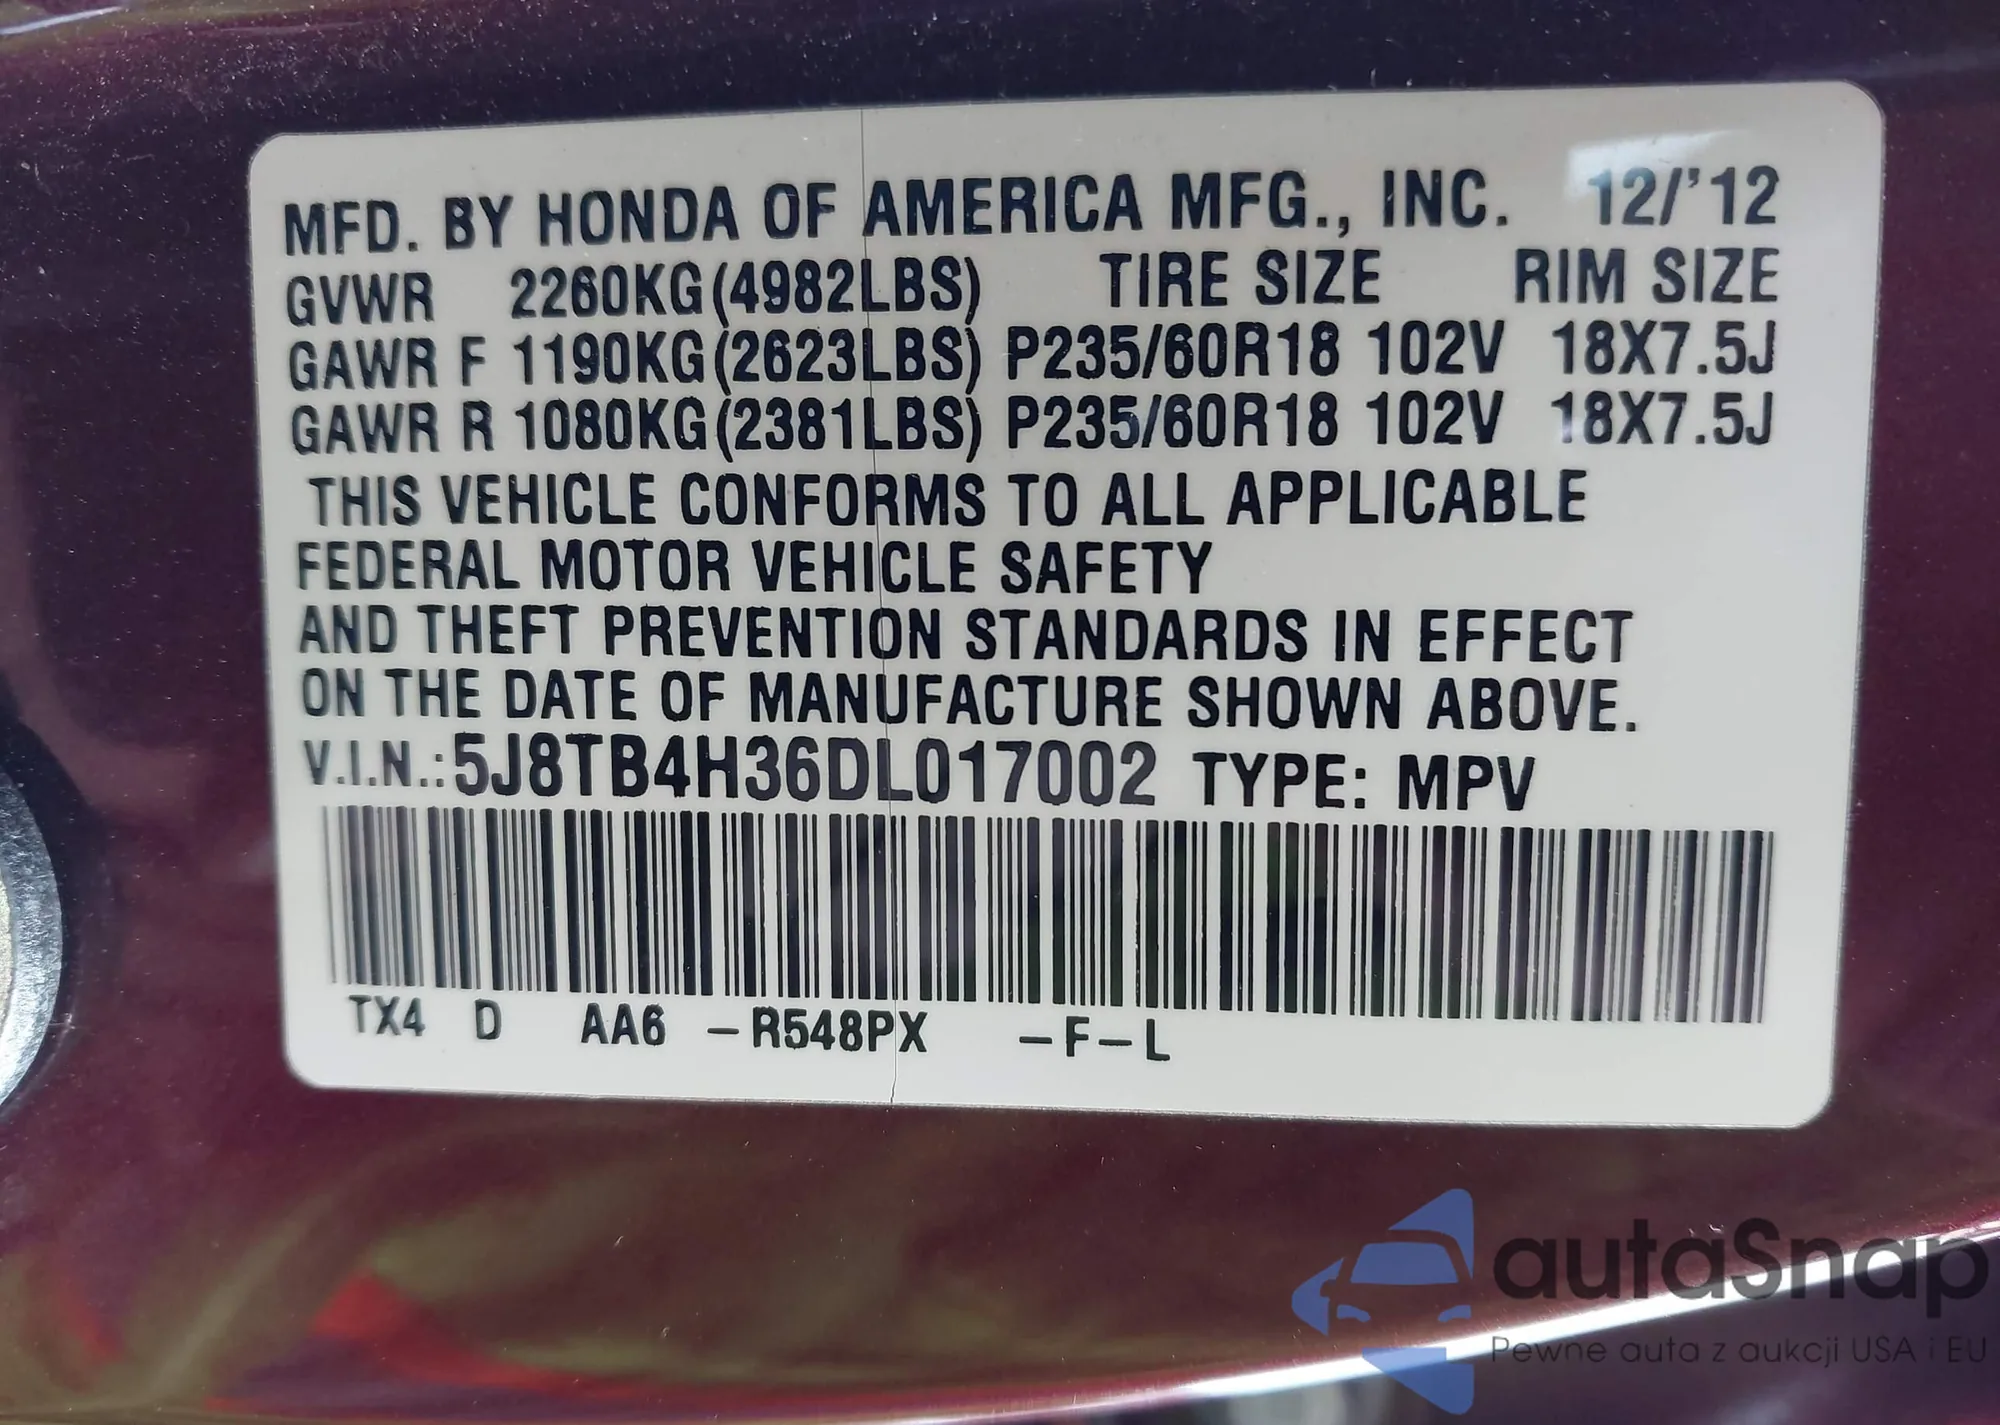 MFD. BY HONDA OF AMERICA MFG., INC. 12/'12
GVWR 2260KG(4982LBS) TIRE SIZE RIM SIZE
GAWR F 1190KG(2623LBS) P235/60R18 102V 18X7.5J
GAWR R 1080KG(2381LBS) P235/60R18 102V 18X7.5J
THIS VEHICLE CONFORMS TO ALL APPLICABLE
FEDERAL MOTOR VEHICLE SAFETY
AND THEFT PREVENTION STANDARDS IN EFFECT
ON THE DATE OF MANUFACTURE SHOWN ABOVE.
V.I.N.:5J8TB4H36DL017002 TYPE: MPV
TX4 D AA6 –R548PX –F–L
autaSnap
Pewne auta z aukcji USA i EU